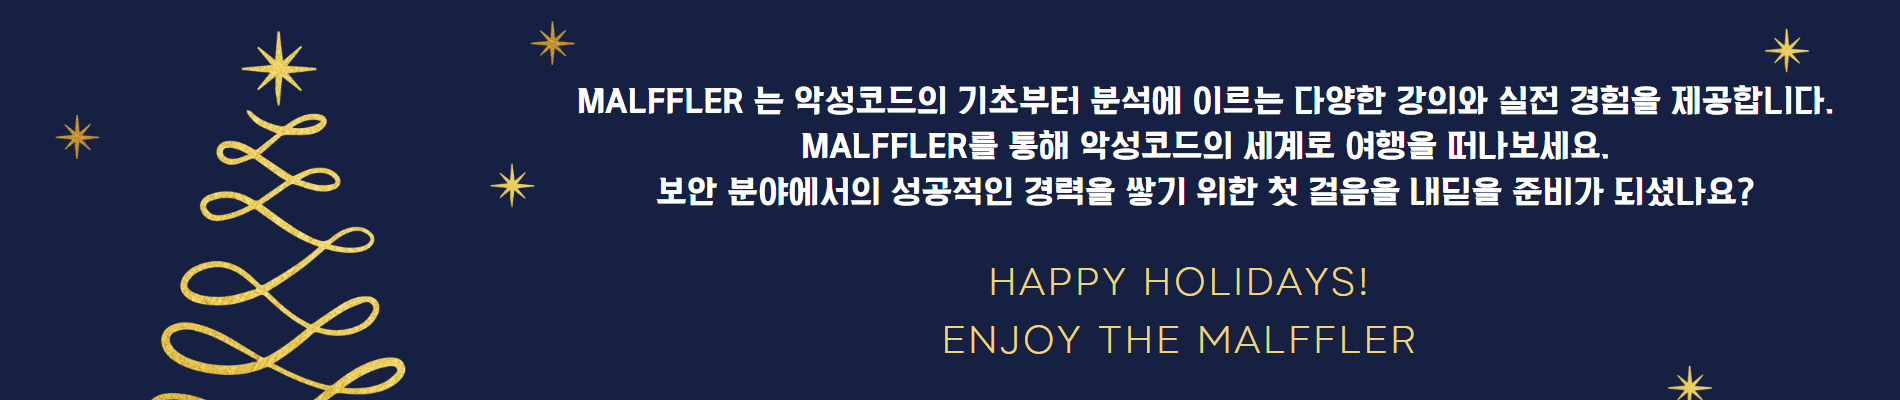 MALFFLER 는 악성코드의 기초부터 분석에 이르는 다양한 강의와 실전 경험을 제공합니다.
MALFFLER를 통해 악성코드의 세계로 여행을 떠나보세요.
보안 분야에서의 성공적인 경력을 쌓기 위한 첫 걸음을 내딛을 준비가 되셨나요?
HAPPY HOLIDAYS!
ENJOY THE MALFFLER